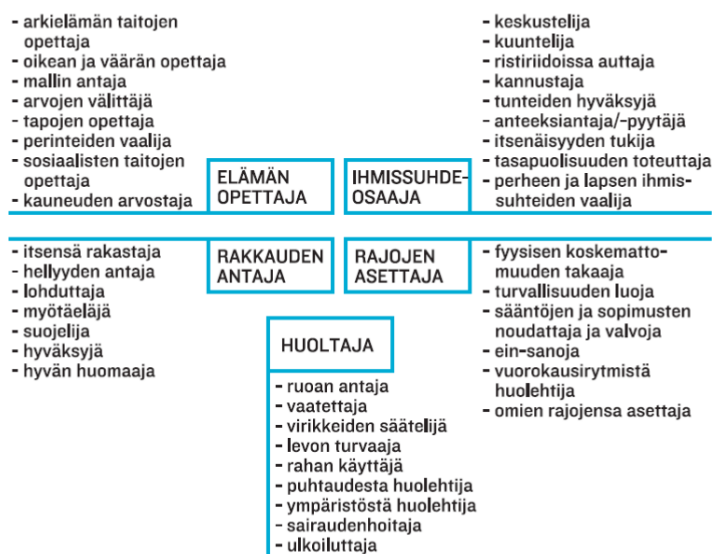 - arkielämän taitojen
opettaja
- oikean ja väärän opettaja
- mallin antaja
- arvojen välittäjä
- tapojen opettaja
- perinteiden vaalija
- sosiaalisten taitojen
opettaja
- kauneuden arvostaja
ELÄMÄN
OPETTAJA
IHMISSUHDE-
OSAAJA
- keskustelija
- kuuntelija
- ristiriidoissa auttaja
- kannustaja
- tunteiden hyväksyjä
- anteeksiantaja/-pyytäjä
- itsenäisyyden tukija
- tasapuolisuuden toteuttaja
- perheen ja lapsen ihmis-
suhteiden vaalija
- itsensä rakastaja
- hellyyden antaja
- lohduttaja
- myötäeläjä
- suojelija
- hyväksyjä
- hyvän huomaaja
RAKKAUDEN
ANTAJA
RAJOJEN
ASETTAJA
- fyysisen koskematto-
muuden takaaja
- turvallisuuden luoja
- sääntöjen ja sopimusten
noudattaja ja valvoja
- ein-sanoja
- vuorokausirytmistä
huolehtija
- omien rajojensa asettaja
HUOLTAJA
- ruoan antaja
- vaatettaja
- virikkeiden säätelijä
- levon turvaaja
- rahan käyttäjä
- puhtaudesta huolehtija
- ympäristöstä huolehtija
- sairaudenhoitaja
- ulkoiluttaja